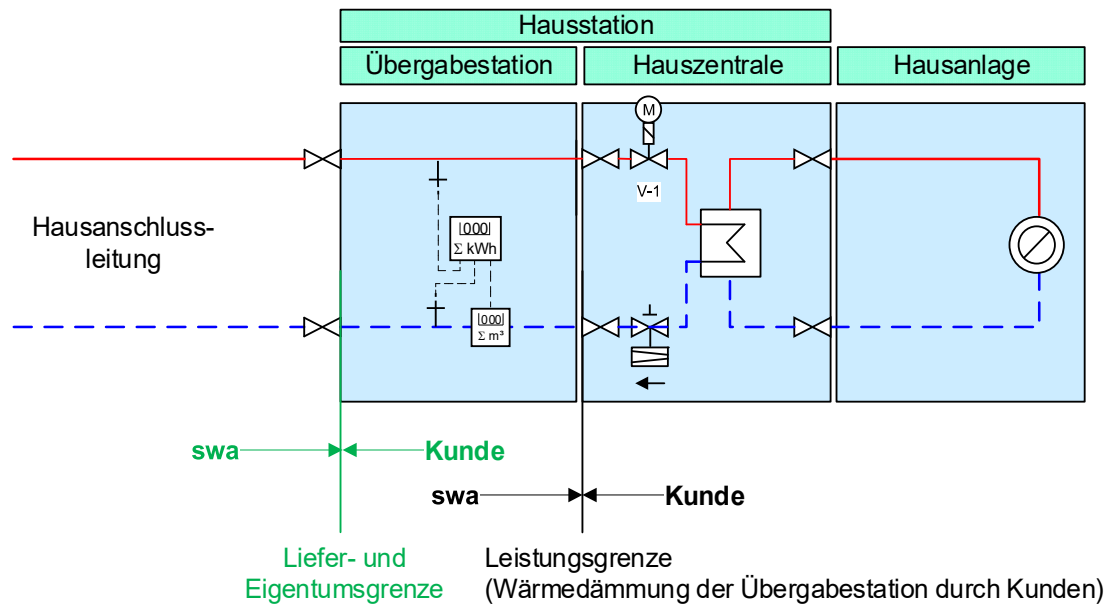 Hausstation
Übergabestation
Hauszentrale
Hausanlage
M
V-1
Hausanschluss-
leitung
000
Σ kWh
000
Σ m³
swa
Kunde
swa
Kunde
Liefer- und
Eigentumsgrenze
Leistungsgrenze
(Wärmedämmung der Übergabestation durch Kunden)